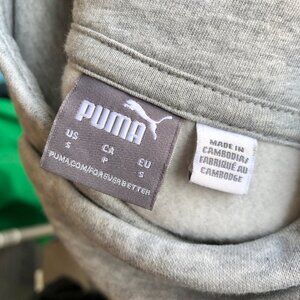 PUMA
US CA EU
S P S
PUMA.COM/FOREVERBETTER
MADE IN
CAMBODIA/
FABRIQUÉ AU
CAMBODGE